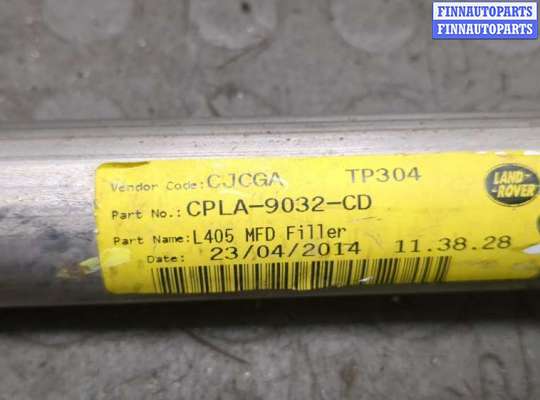 FINNAUTOPARTS
FINNAUTOPARTS
Vendor Code: CJCGA TP304
LAND-
ROVER
Part No.: CPLA-9032-CD
Part Name: L405 MFD Filler
Date: 23/04/2014 11.38.28